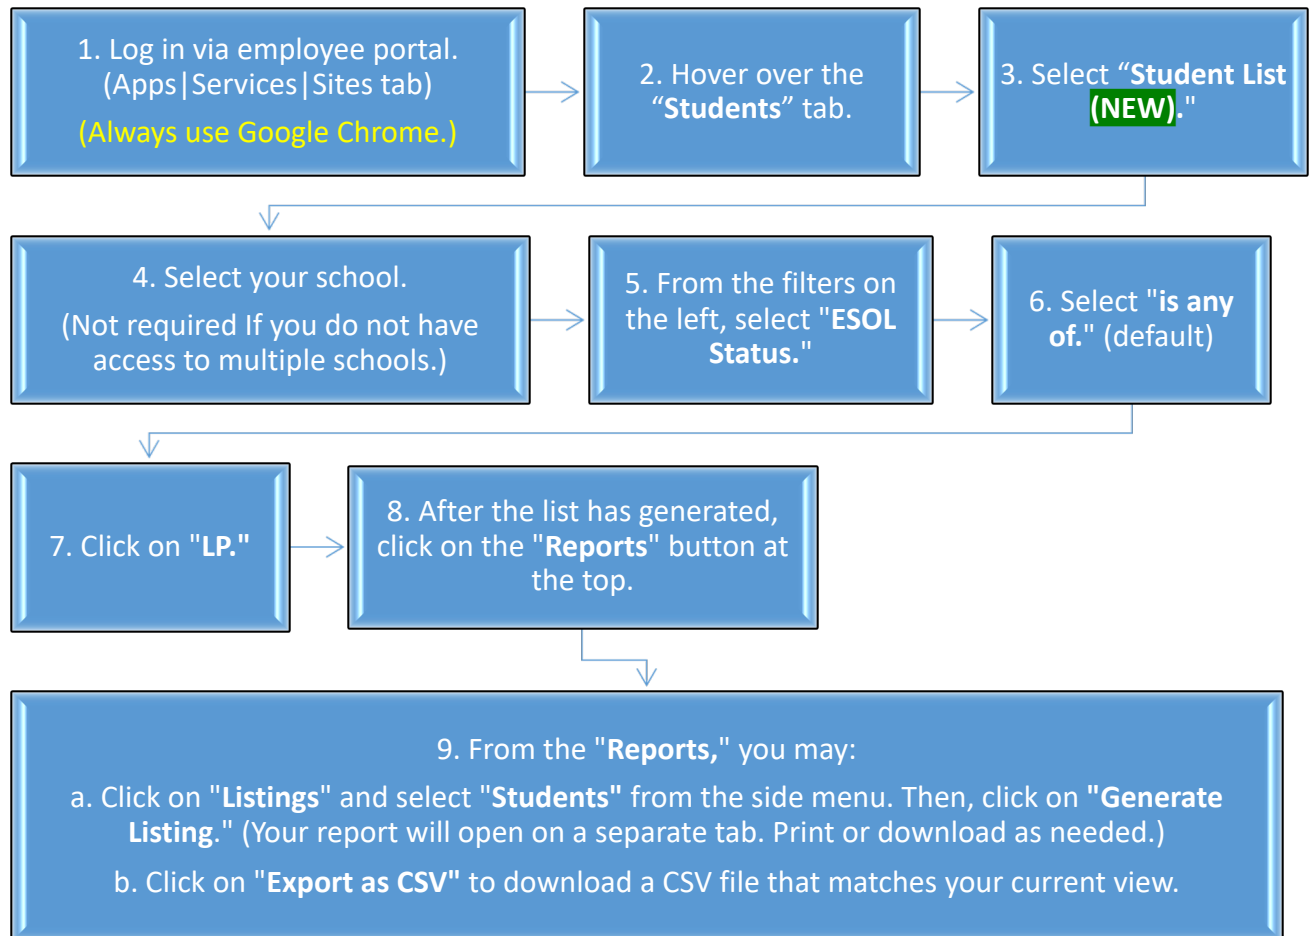 1. Log in via employee portal.
(Apps|Services|Sites tab)
(Always use Google Chrome.)
2. Hover over the
“Students” tab.
3. Select “Student List
(NEW)."
4. Select your school.
(Not required If you do not have
access to multiple schools.)
5. From the filters on
the left, select "ESOL
Status."
6. Select "is any
of." (default)
7. Click on "LP."
8. After the list has generated,
click on the "Reports" button at
the top.
9. From the "Reports," you may:
a. Click on "Listings" and select "Students" from the side menu. Then, click on "Generate
Listing." (Your report will open on a separate tab. Print or download as needed.)
b. Click on "Export as CSV" to download a CSV file that matches your current view.